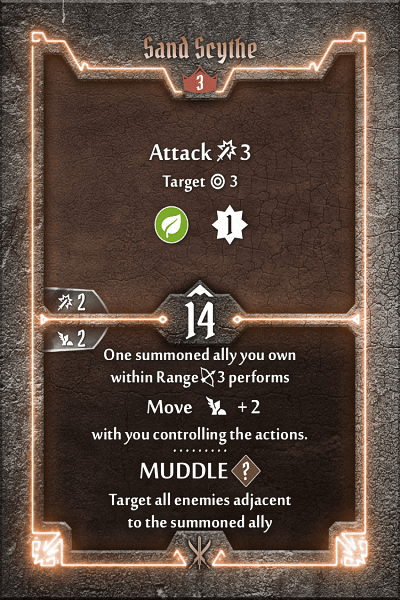 Sand Scythe
3
Attack 3
Target 3
1
2
14
2
One summoned ally you own
within Range 3 performs
Move +2
with you controlling the actions.
MUDDLE ?
Target all enemies adjacent
to the summoned ally